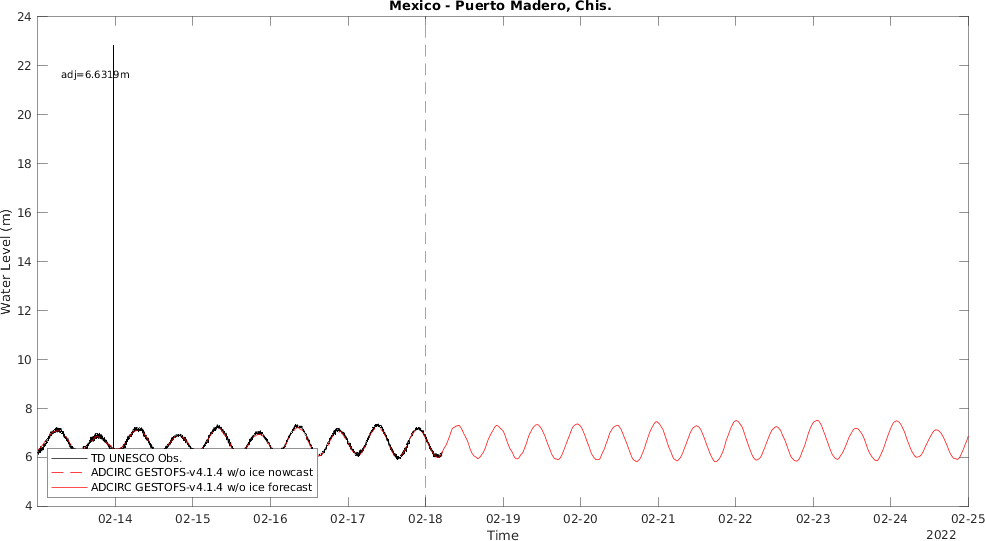 Mexico - Puerto Madero, Chis.
24
22
20
18
16
14
12
10
8
6
4
Water Level (m)
adj=6.6319m
TD UNESCO Obs.
ADCIRC GESTOFS-v4.1.4 w/o ice nowcast
ADCIRC GESTOFS-v4.1.4 w/o ice forecast
02-14 02-15 02-16 02-17 02-18 02-19 02-20 02-21 02-22 02-23 02-24 02-25
Time
2022